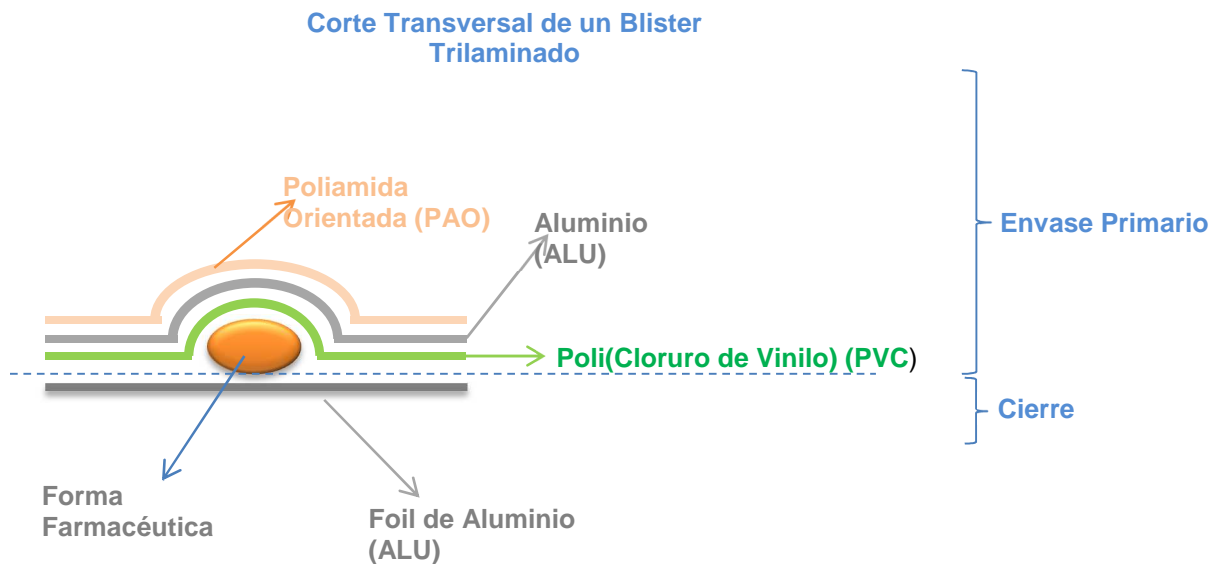 Corte Transversal de un Blister
Trilaminado
Poliamida
Orientada (PAO)
Aluminio
(ALU)
Envase Primario
Poli(Cloruro de Vinilo) (PVC)
Cierre
Forma
Farmacéutica
Foil de Aluminio
(ALU)